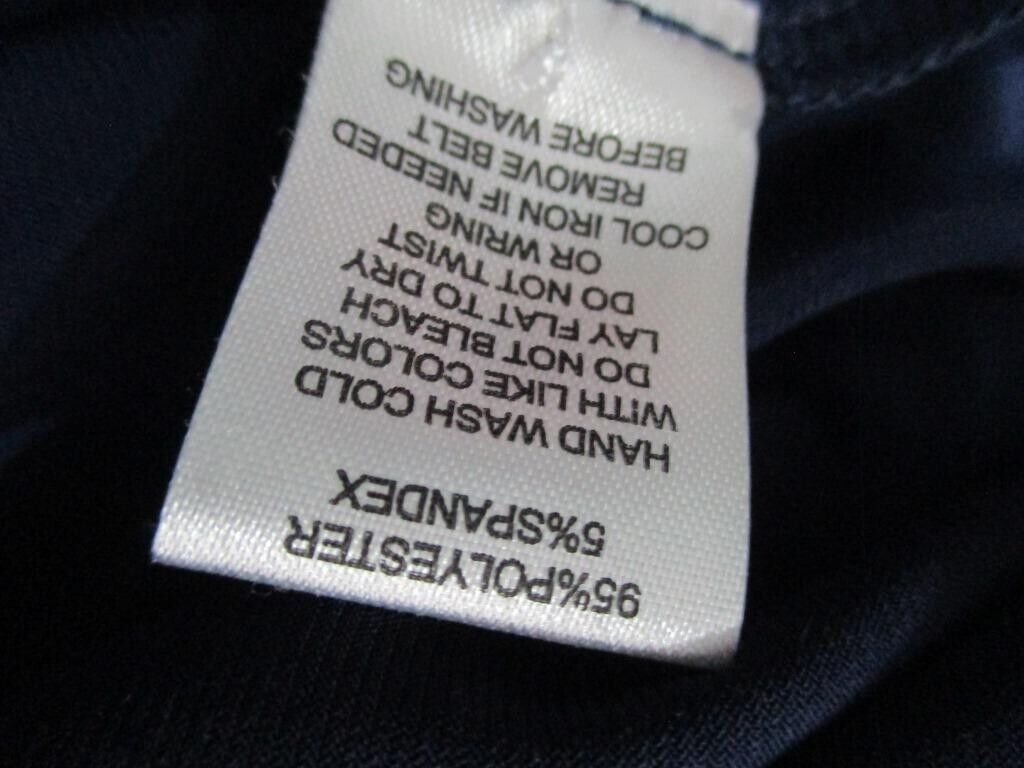 95%POLYESTER
5%SPANDEX
HAND WASH COLD
WITH LIKE COLORS
DO NOT BLEACH
LAY FLAT TO DRY
DO NOT TWIST
OR WRING
COOL IRON IF NEEDED
REMOVE BELT
BEFORE WASHING